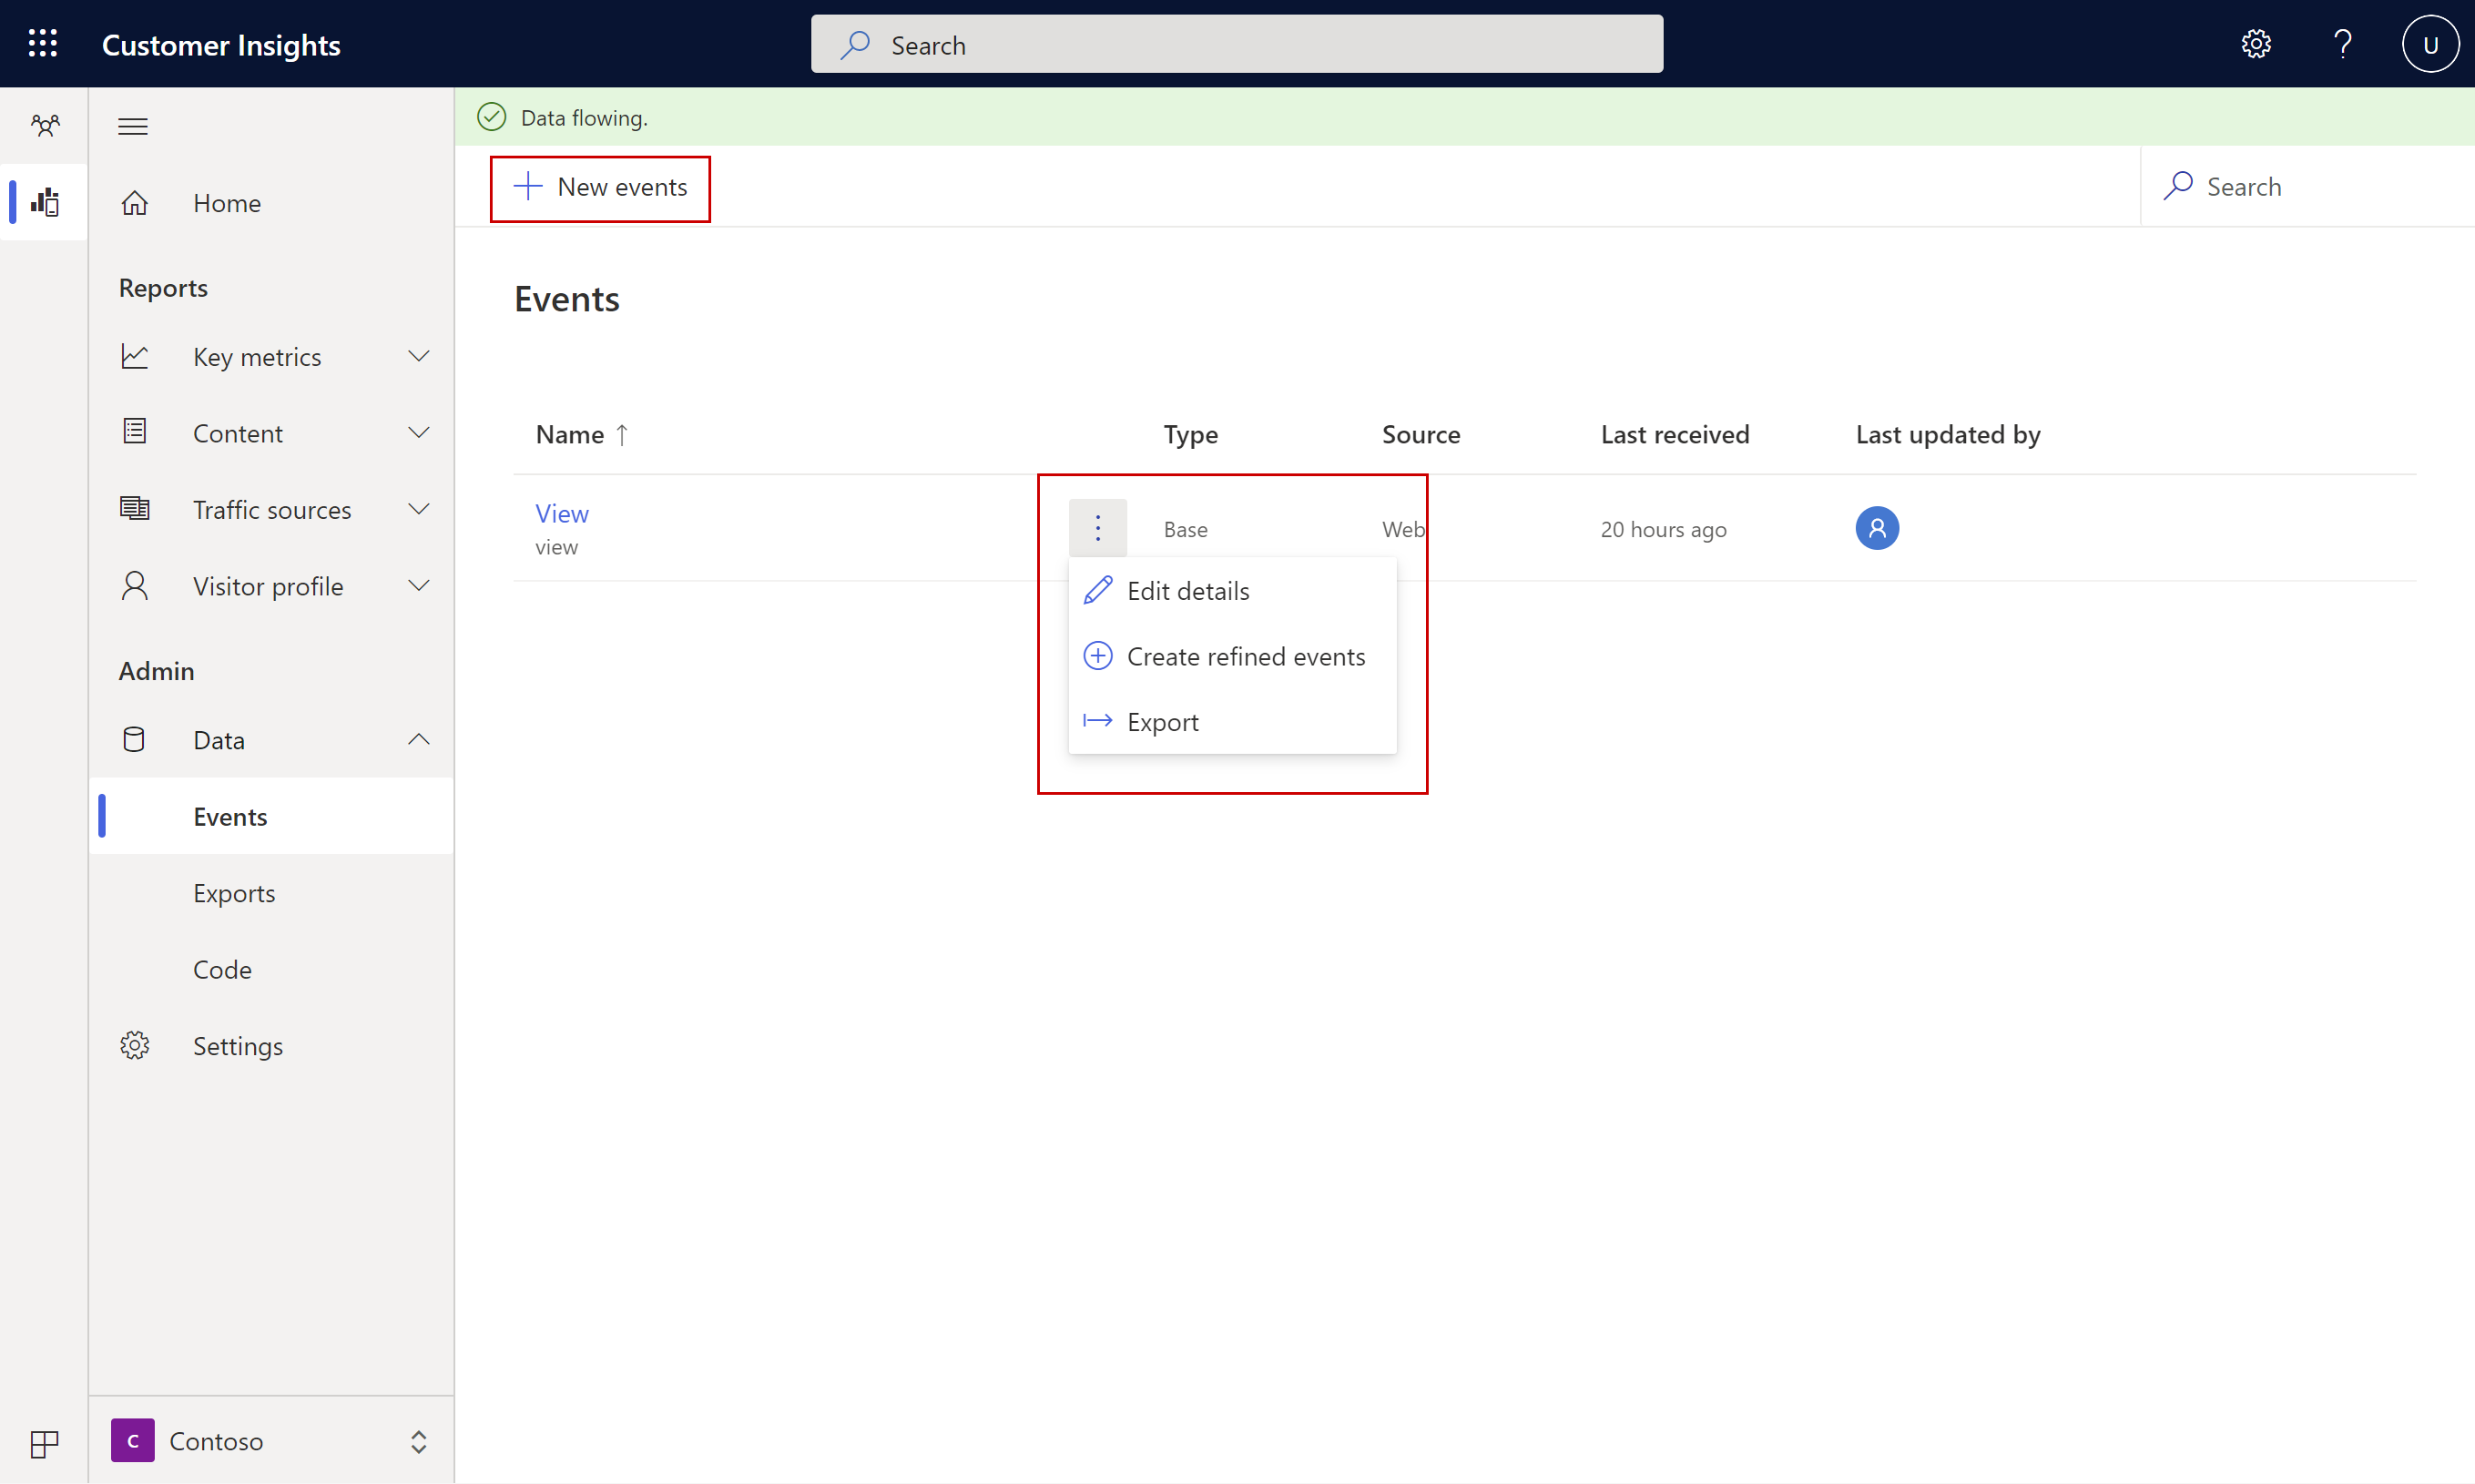 Customer Insights
Search
U
Data flowing.
New events
Search
Home
Reports
Key metrics
Content
Traffic sources
Visitor profile
Admin
Data
Events
Exports
Code
Settings
C Contoso
Events
Name ↑ Type Source Last received Last updated by
View
view
Base Web 20 hours ago
Edit details
Create refined events
Export